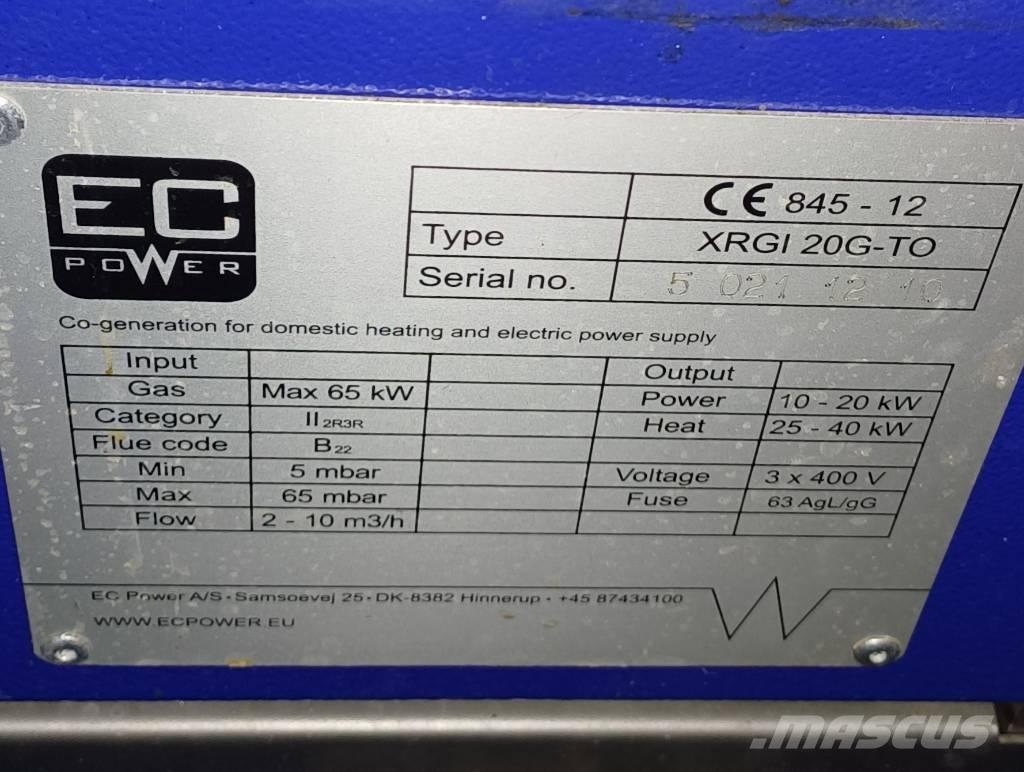 EC
POWER
CE 845 - 12
Type XRGI 20G-TO
Serial no. 5 021 12 10
Co-generation for domestic heating and electric power supply
Input Output
Gas Max 65 kW Power 10 - 20 kW
Category II2R3R Heat 25 - 40 kW
Flue code B22
Min 5 mbar Voltage 3 x 400 V
Max 65 mbar Fuse 63 AgL/gG
Flow 2 - 10 m3/h
EC Power A/S · Samsoevej 25 · DK-8382 Hinnerup · +45 87434100
WWW.ECPOWER.EU
MASCUS